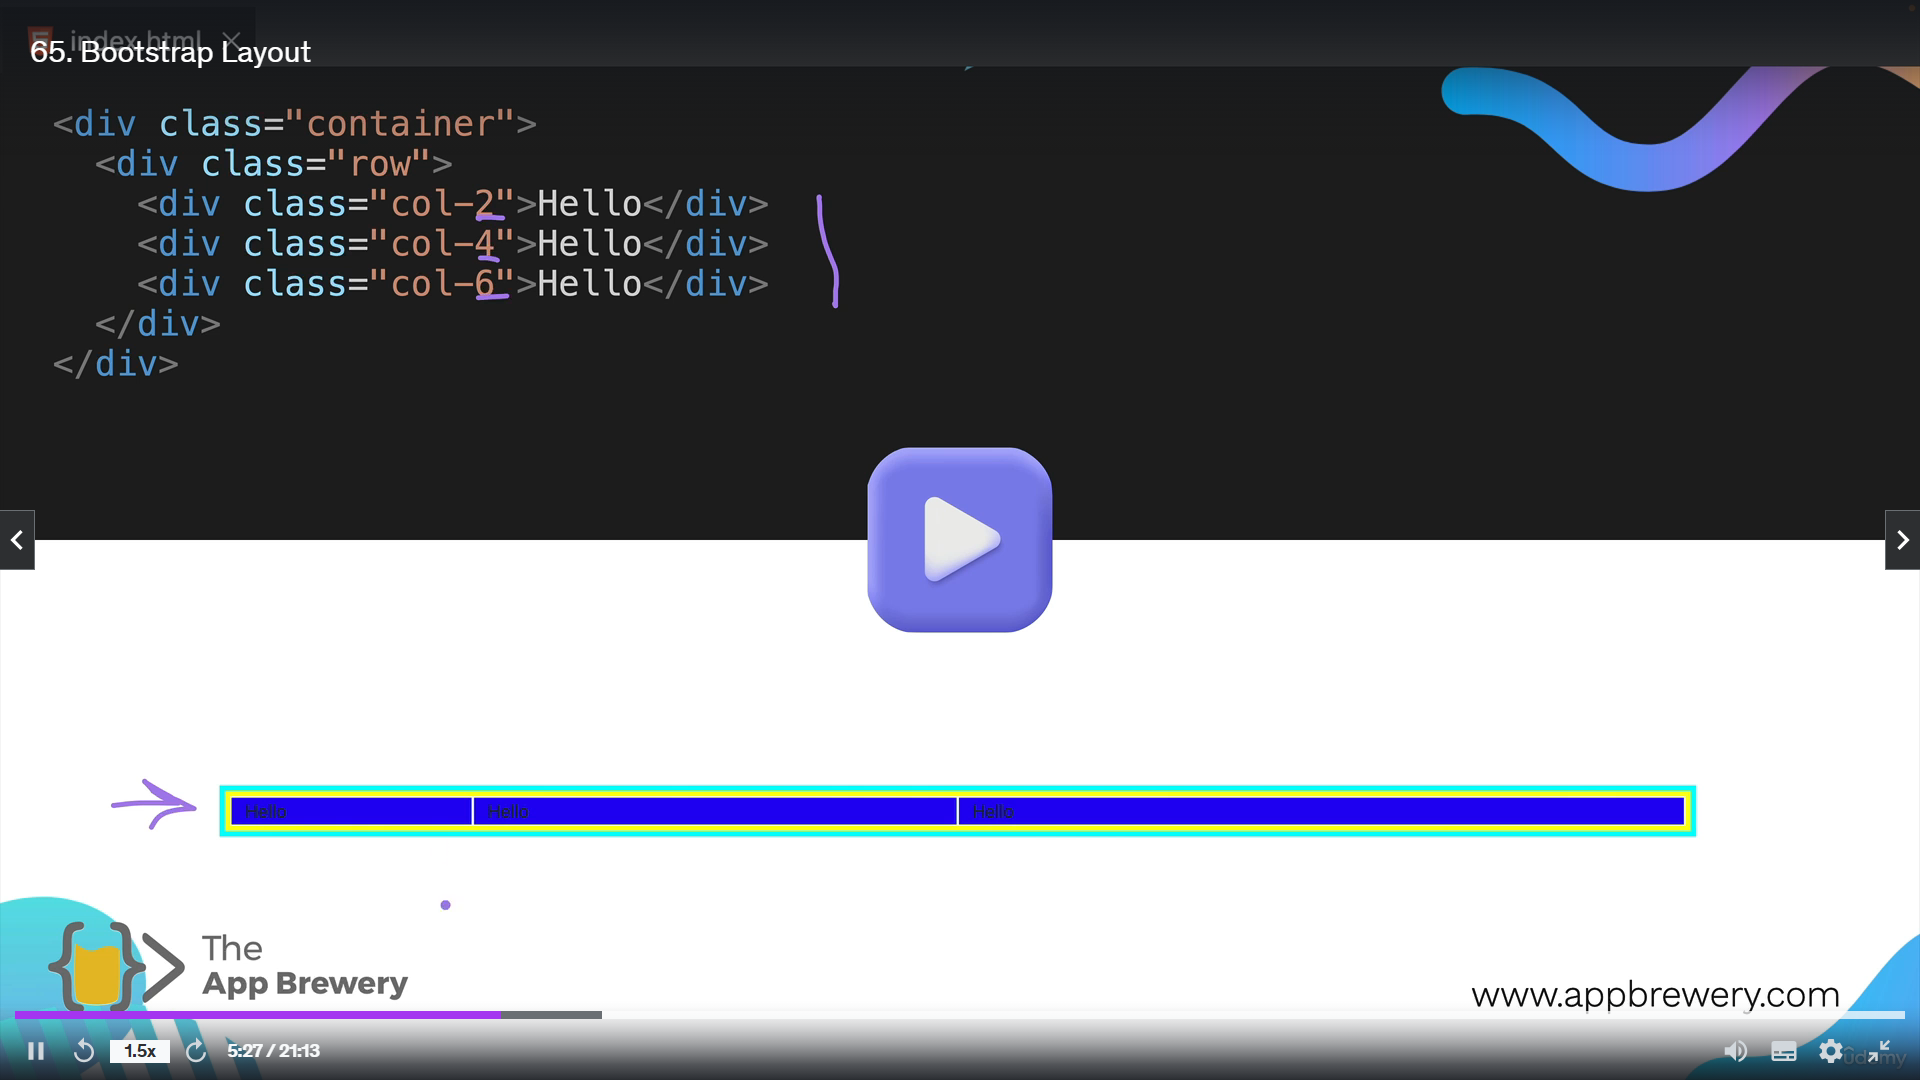 index.html
65. Bootstrap Layout
<div class="container">
<div class="row">
<div class="col-2">Hello</div>
<div class="col-4">Hello</div>
<div class="col-6">Hello</div>
</div>
</div>
Hello Hello Hello
The
App Brewery
www.appbrewery.com
1.5x 5:27 / 21:13
udemy